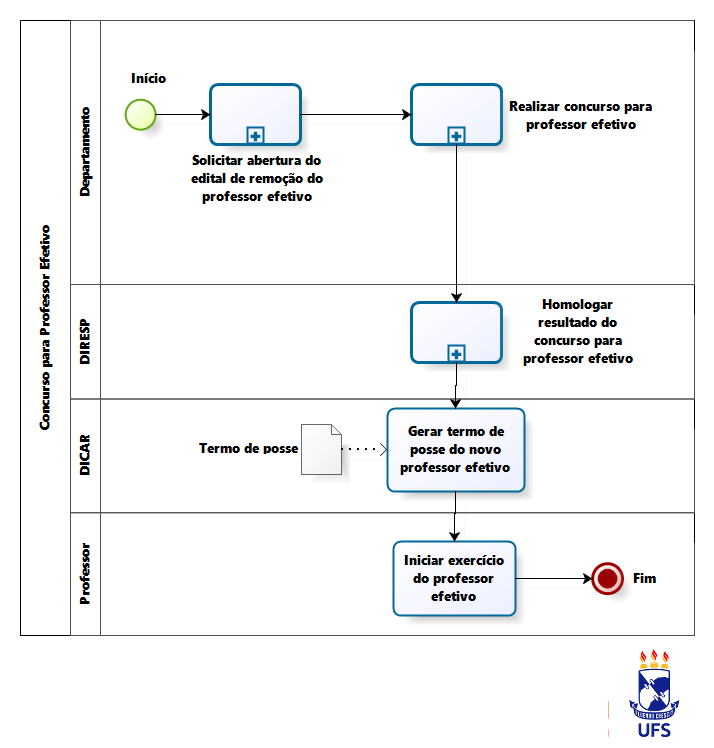 Concurso para Professor Efetivo
Departamento
Início
Solicitar abertura do
edital de remoção do
professor efetivo
Realizar concurso para
professor efetivo
DIRESP
Homologar
resultado do
concurso para
professor efetivo
DICAR
Termo de posse
Gerar termo de
posse do novo
professor efetivo
Professor
Iniciar exercício
do professor
efetivo
Fim
UFS